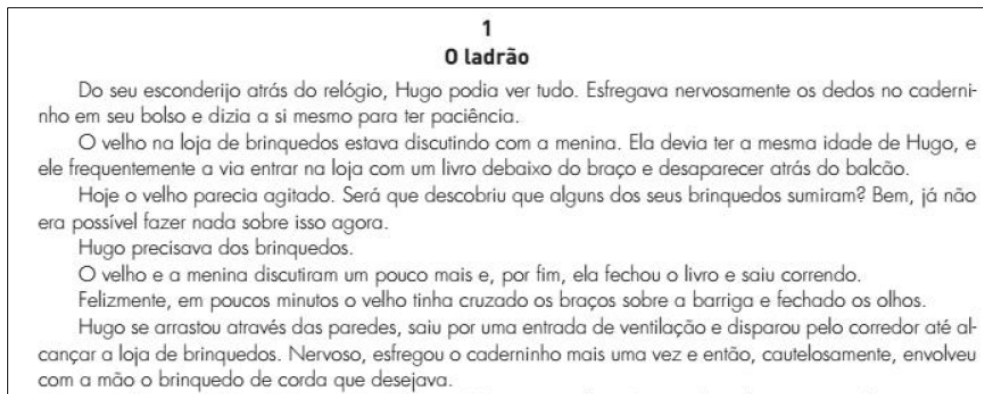 1
O ladrão
Do seu esconderijo atrás do relógio, Hugo podia ver tudo. Esfregava nervosamente os dedos no caderni-
nho em seu bolso e dizia a si mesmo para ter paciência.
O velho na loja de brinquedos estava discutindo com a menina. Ela devia ter a mesma idade de Hugo, e
ele frequentemente a via entrar na loja com um livro debaixo do braço e desaparecer atrás do balcão.
Hoje o velho parecia agitado. Será que descobriu que alguns dos seus brinquedos sumiram? Bem, já não
era possível fazer nada sobre isso agora.
Hugo precisava dos brinquedos.
O velho e a menina discutiram um pouco mais e, por fim, ela fechou o livro e saiu correndo.
Felizmente, em poucos minutos o velho tinha cruzado os braços sobre a barriga e fechado os olhos.
Hugo se arrastou através das paredes, saiu por uma entrada de ventilação e disparou pelo corredor até al-
cançar a loja de brinquedos. Nervoso, esfregou o caderninho mais uma vez e então, cautelosamente, envolveu
com a mão o brinquedo de corda que desejava.